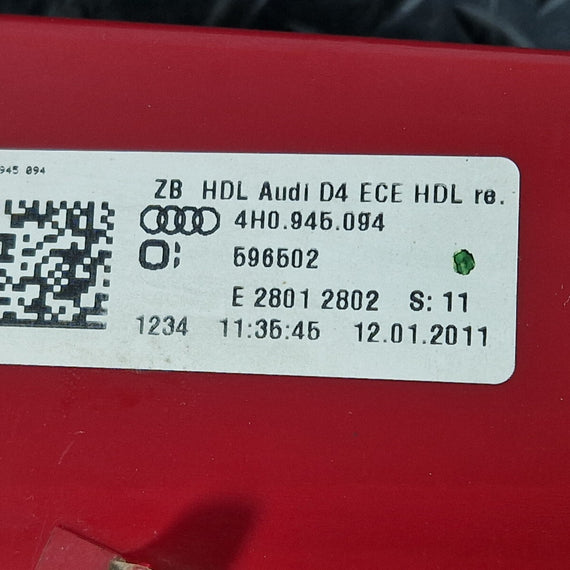 945 094
ZB HDL Audi D4 ECE HDL re.
4H0.945.094
596502
E 2801 2802 S: 11
1234 11:35:45 12.01.2011